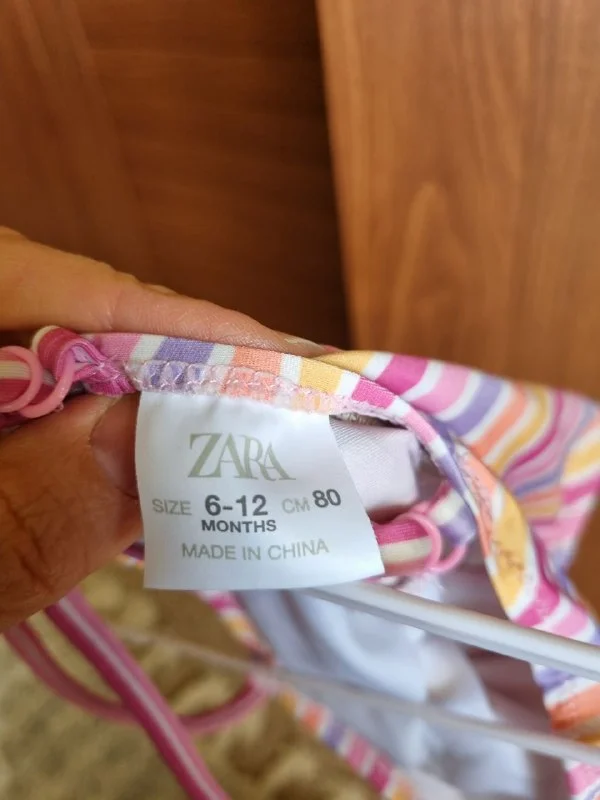 ZARA
SIZE 6-12 CM 80
MONTHS
MADE IN CHINA